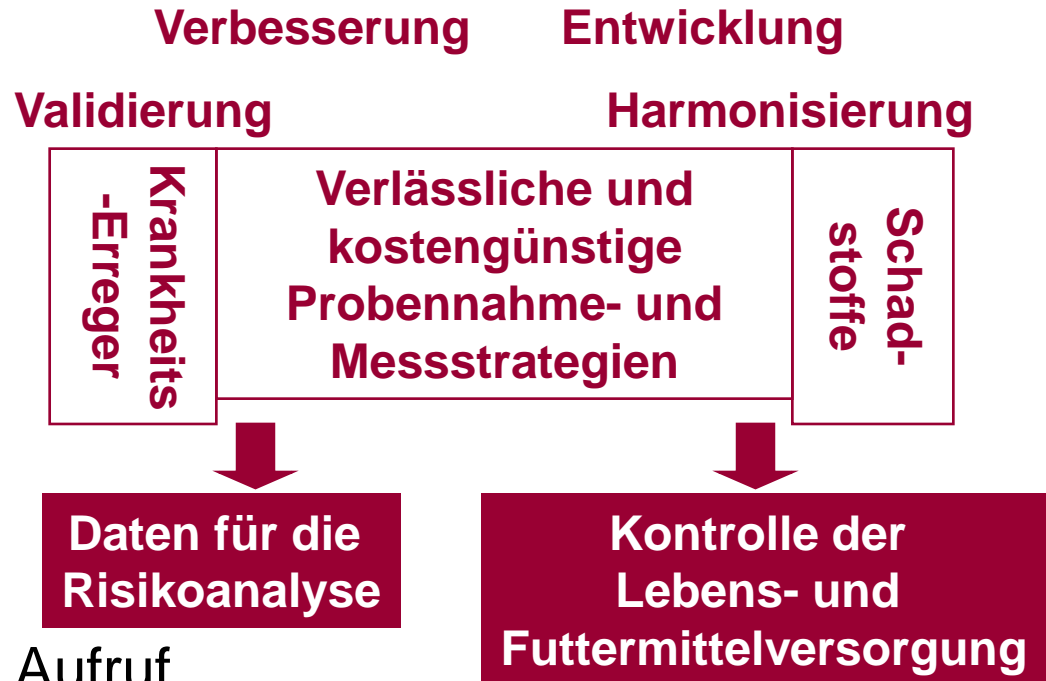 Verbesserung Entwicklung
Validierung Harmonisierung
Krankheits
-Erreger
Verlässliche und
kostengünstige
Probennahme- und
Messstrategien
Schad-
stoffe
Daten für die
Risikoanalyse
Kontrolle der
Lebens- und
Futtermittelversorgung
Aufruf